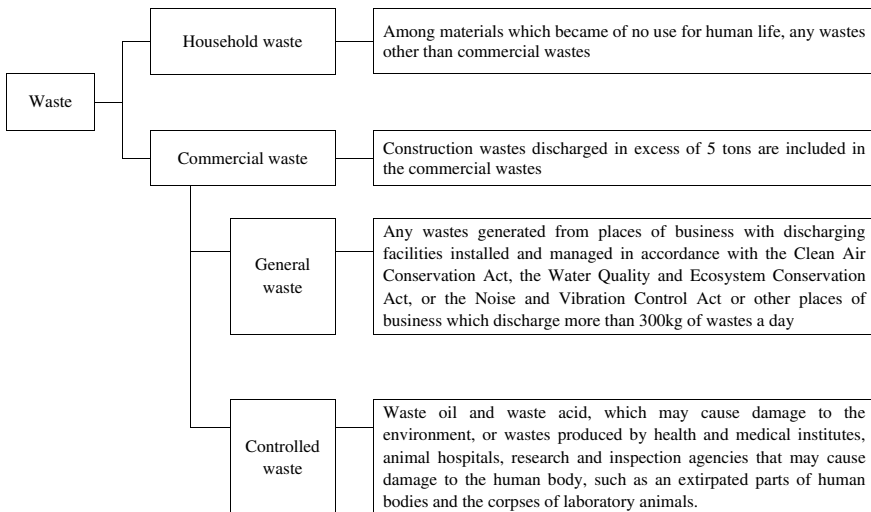 Household waste
Among materials which became of no use for human life, any wastes
other than commercial wastes
Waste
Commercial waste
Construction wastes discharged in excess of 5 tons are included in
the commercial wastes
General
waste
Any wastes generated from places of business with discharging
facilities installed and managed in accordance with the Clean Air
Conservation Act, the Water Quality and Ecosystem Conservation
Act, or the Noise and Vibration Control Act or other places of
business which discharge more than 300kg of wastes a day
Controlled
waste
Waste oil and waste acid, which may cause damage to the
environment, or wastes produced by health and medical institutes,
animal hospitals, research and inspection agencies that may cause
damage to the human body, such as an extirpated parts of human
bodies and the corpses of laboratory animals.